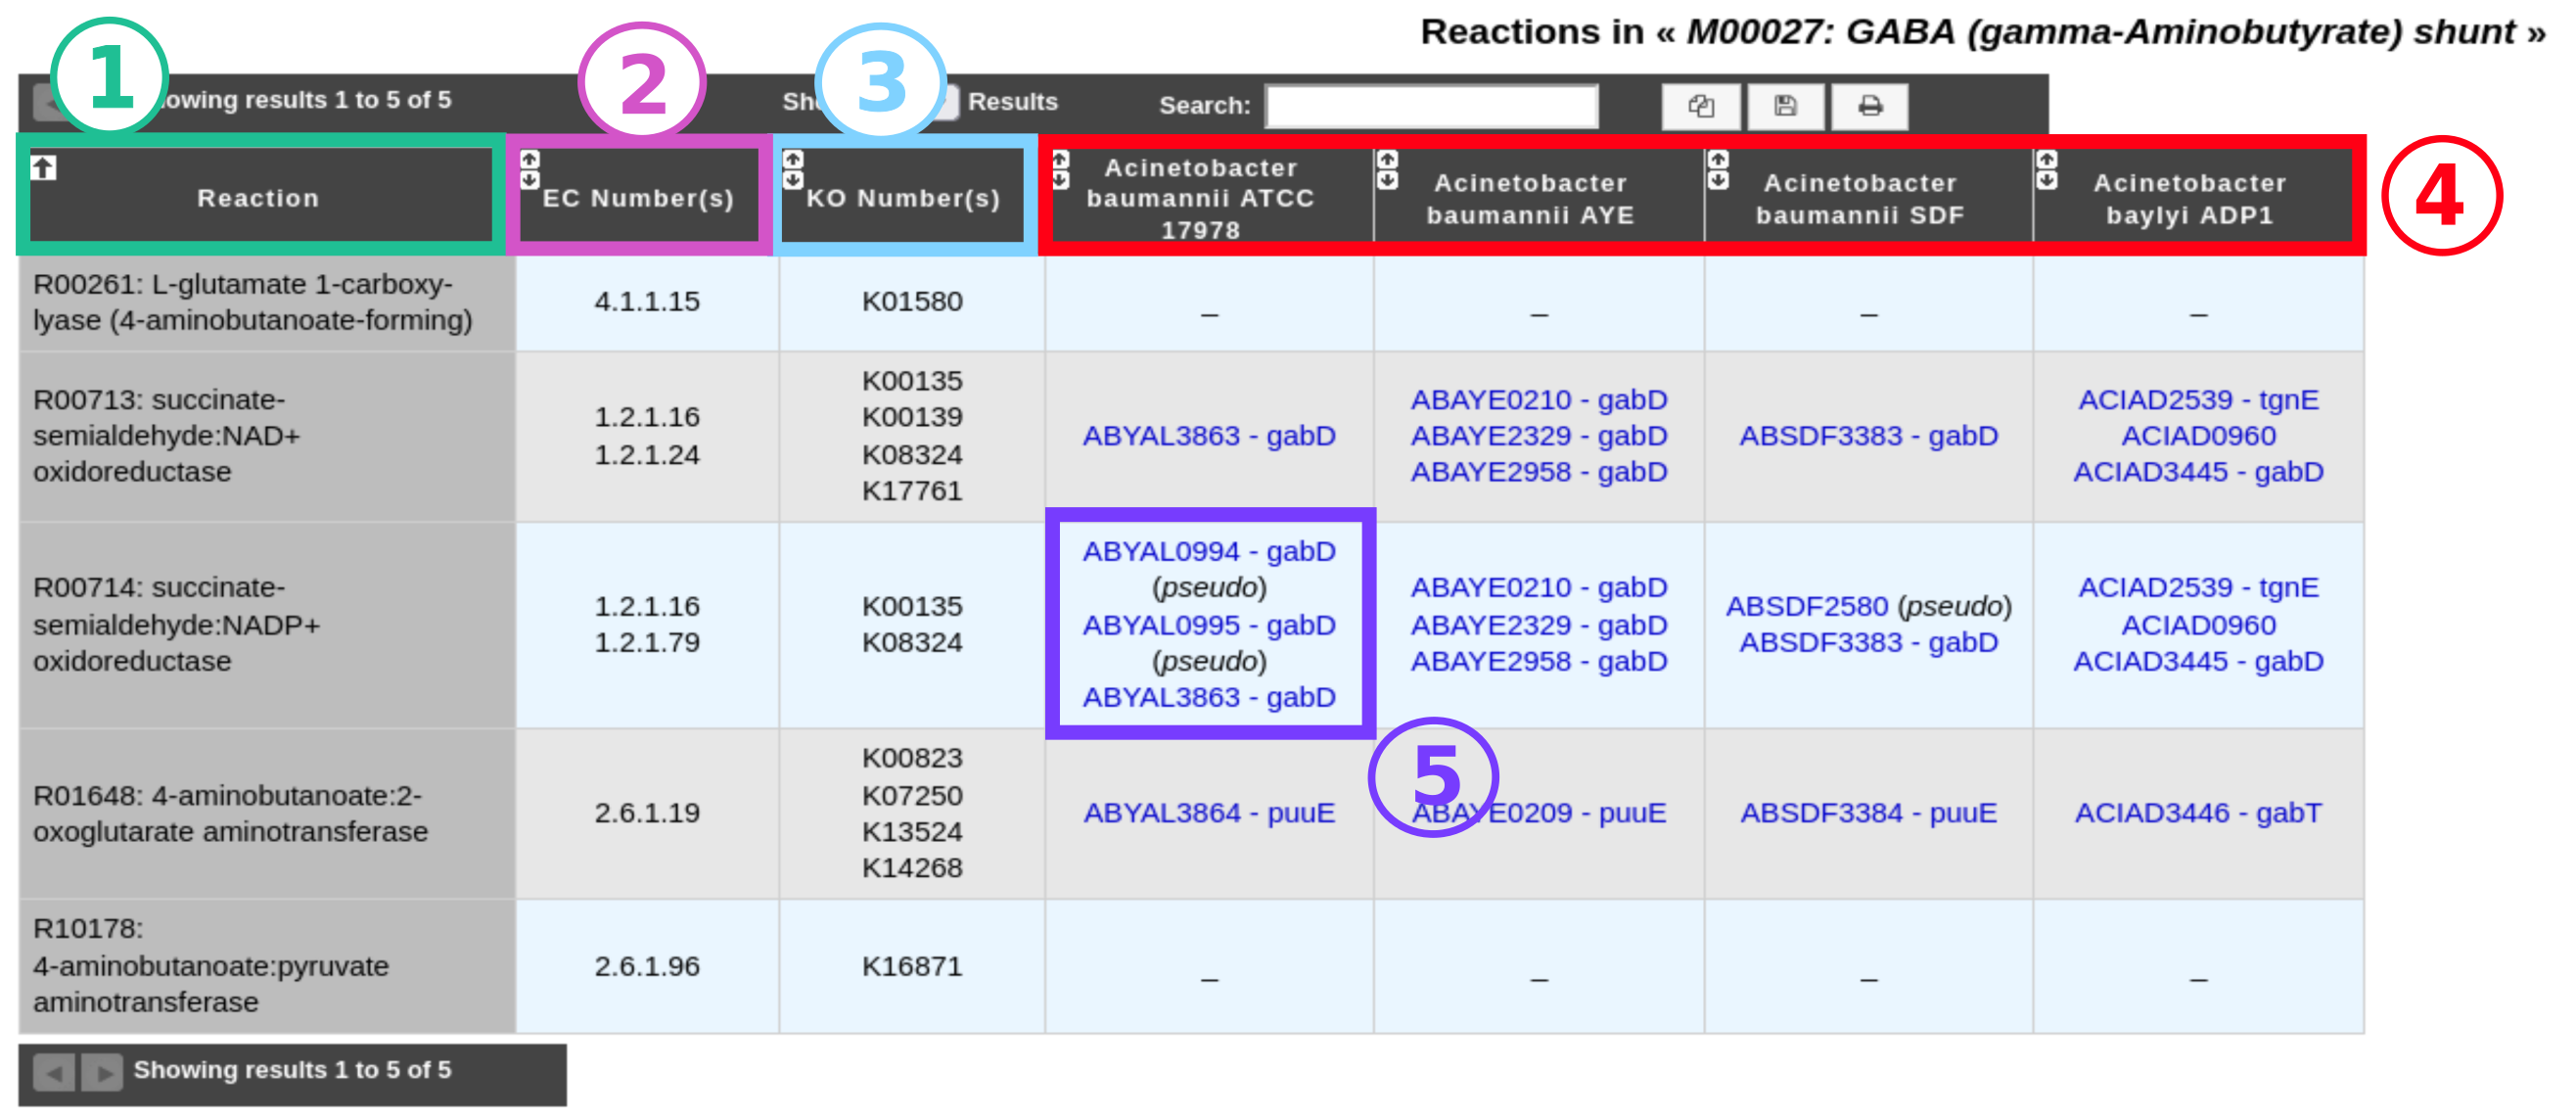 Reactions in « M00027: GABA (gamma-Aminobutyrate) shunt »
1
2
3
owing results 1 to 5 of 5
Sh
Results
Search:
Reaction
EC Number(s)
KO Number(s)
Acinetobacter
baumannii ATCC
17978
Acinetobacter
baumannii AYE
Acinetobacter
baumannii SDF
Acinetobacter
baylyi ADP1
4
R00261: L-glutamate 1-carboxy-
lyase (4-aminobutanoate-forming)
4.1.1.15
K01580
_
_
_
_
R00713: succinate-
semialdehyde:NAD+
oxidoreductase
1.2.1.16
1.2.1.24
K00135
K00139
K08324
K17761
ABYAL3863 - gabD
ABAYE0210 - gabD
ABAYE2329 - gabD
ABAYE2958 - gabD
ABSDF3383 - gabD
ACIAD2539 - tgnE
ACIAD0960
ACIAD3445 - gabD
R00714: succinate-
semialdehyde:NADP+
oxidoreductase
1.2.1.16
1.2.1.79
K00135
K08324
ABYAL0994 - gabD
(pseudo)
ABYAL0995 - gabD
(pseudo)
ABYAL3863 - gabD
ABAYE0210 - gabD
ABAYE2329 - gabD
ABAYE2958 - gabD
ABSDF2580 (pseudo)
ABSDF3383 - gabD
ACIAD2539 - tgnE
ACIAD0960
ACIAD3445 - gabD
5
R01648: 4-aminobutanoate:2-
oxoglutarate aminotransferase
2.6.1.19
K00823
K07250
K13524
K14268
ABYAL3864 - puuE
ABAYE0209 - puuE
ABSDF3384 - puuE
ACIAD3446 - gabT
R10178:
4-aminobutanoate:pyruvate
aminotransferase
2.6.1.96
K16871
_
_
_
_
Showing results 1 to 5 of 5